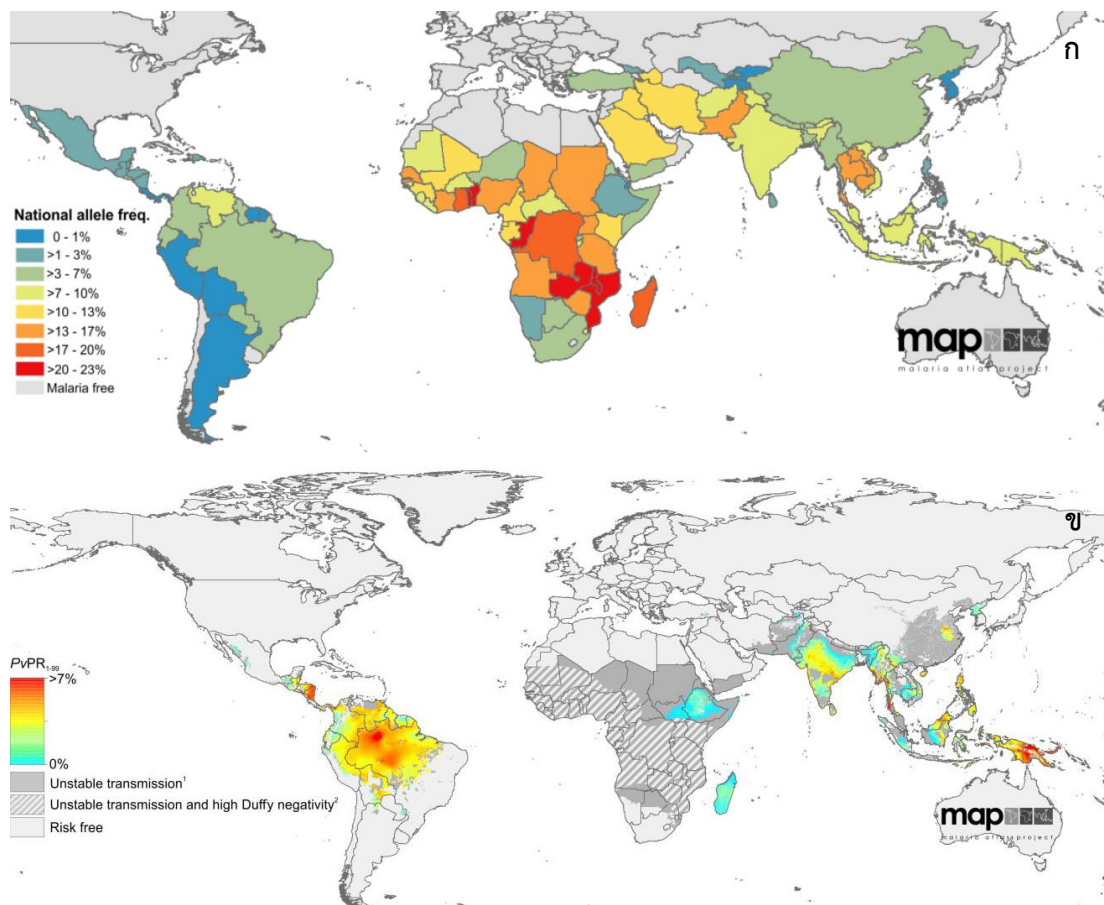 ก
National allele freq.
0 - 1%
>1 - 3%
>3 - 7%
>7 - 10%
>10 - 13%
>13 - 17%
>17 - 20%
>20 - 23%
Malaria free
map
malaria atlas project
ข
PvPR1-99
>7%
0%
Unstable transmission¹
Unstable transmission and high Duffy negativity²
Risk free
map
malaria atlas project